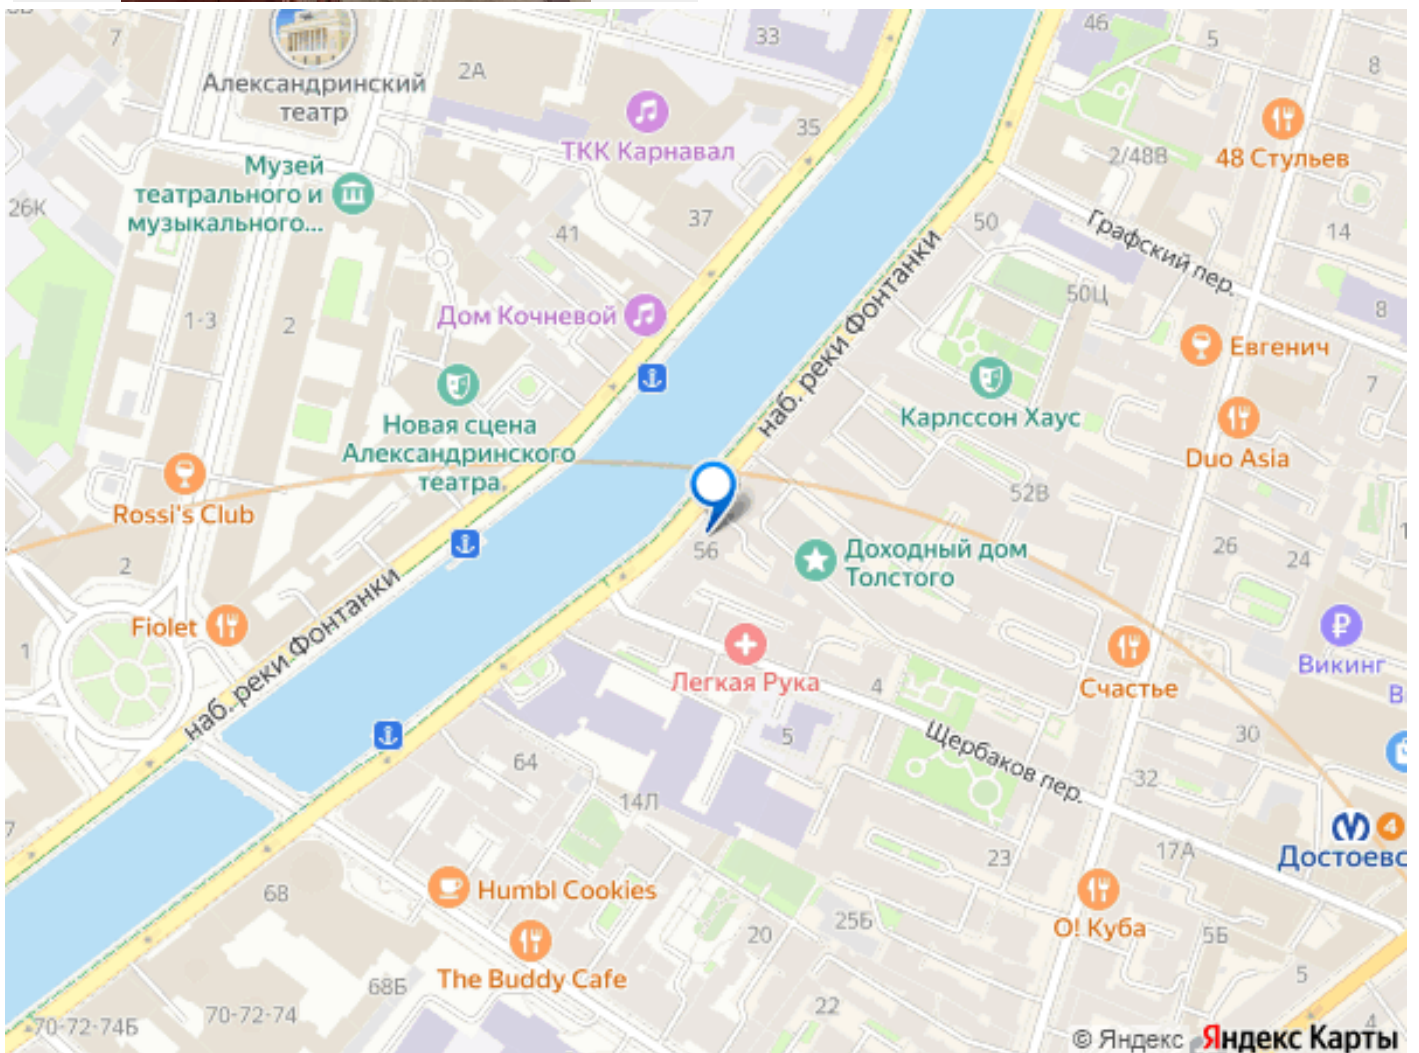 7
33
46
5
8
2А
Александринский
театр
35
ТКК Карнавал
48 Стульев
2/48В
Музей
театрального и
музыкального...
26К
37
41
50
Графский пер.
14
50Ц
8
1-3
2
Дом Кочневой
наб. реки Фонтанки
Евгенич
7
Карлссон Хаус
Новая сцена
Александринского
театра
Duo Asia
Rossi's Club
52В
56
Доходный дом
Толстого
26
24
2
наб. реки Фонтанки
Fiolet
1
Викинг
Легкая Рука
4
Счастье
5
Щербаков пер.
30
64
32
14Л
7
4
Достоевс
17А
23
6В
Humbl Cookies
О! Куба
25Б
20
5Б
The Buddy Cafe
5
68Б
22
70-72-74
70-72-74Б
4
© Яндекс Яндекс Карты